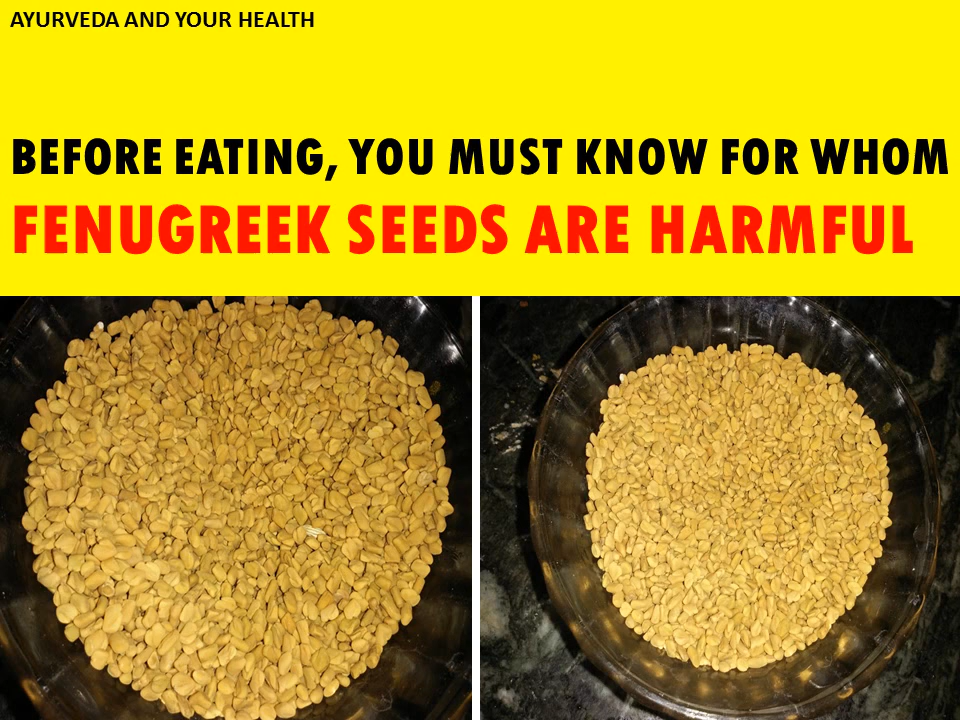 AYURVEDA AND YOUR HEALTH
BEFORE EATING, YOU MUST KNOW FOR WHOM
FENUGREEK SEEDS ARE HARMFUL